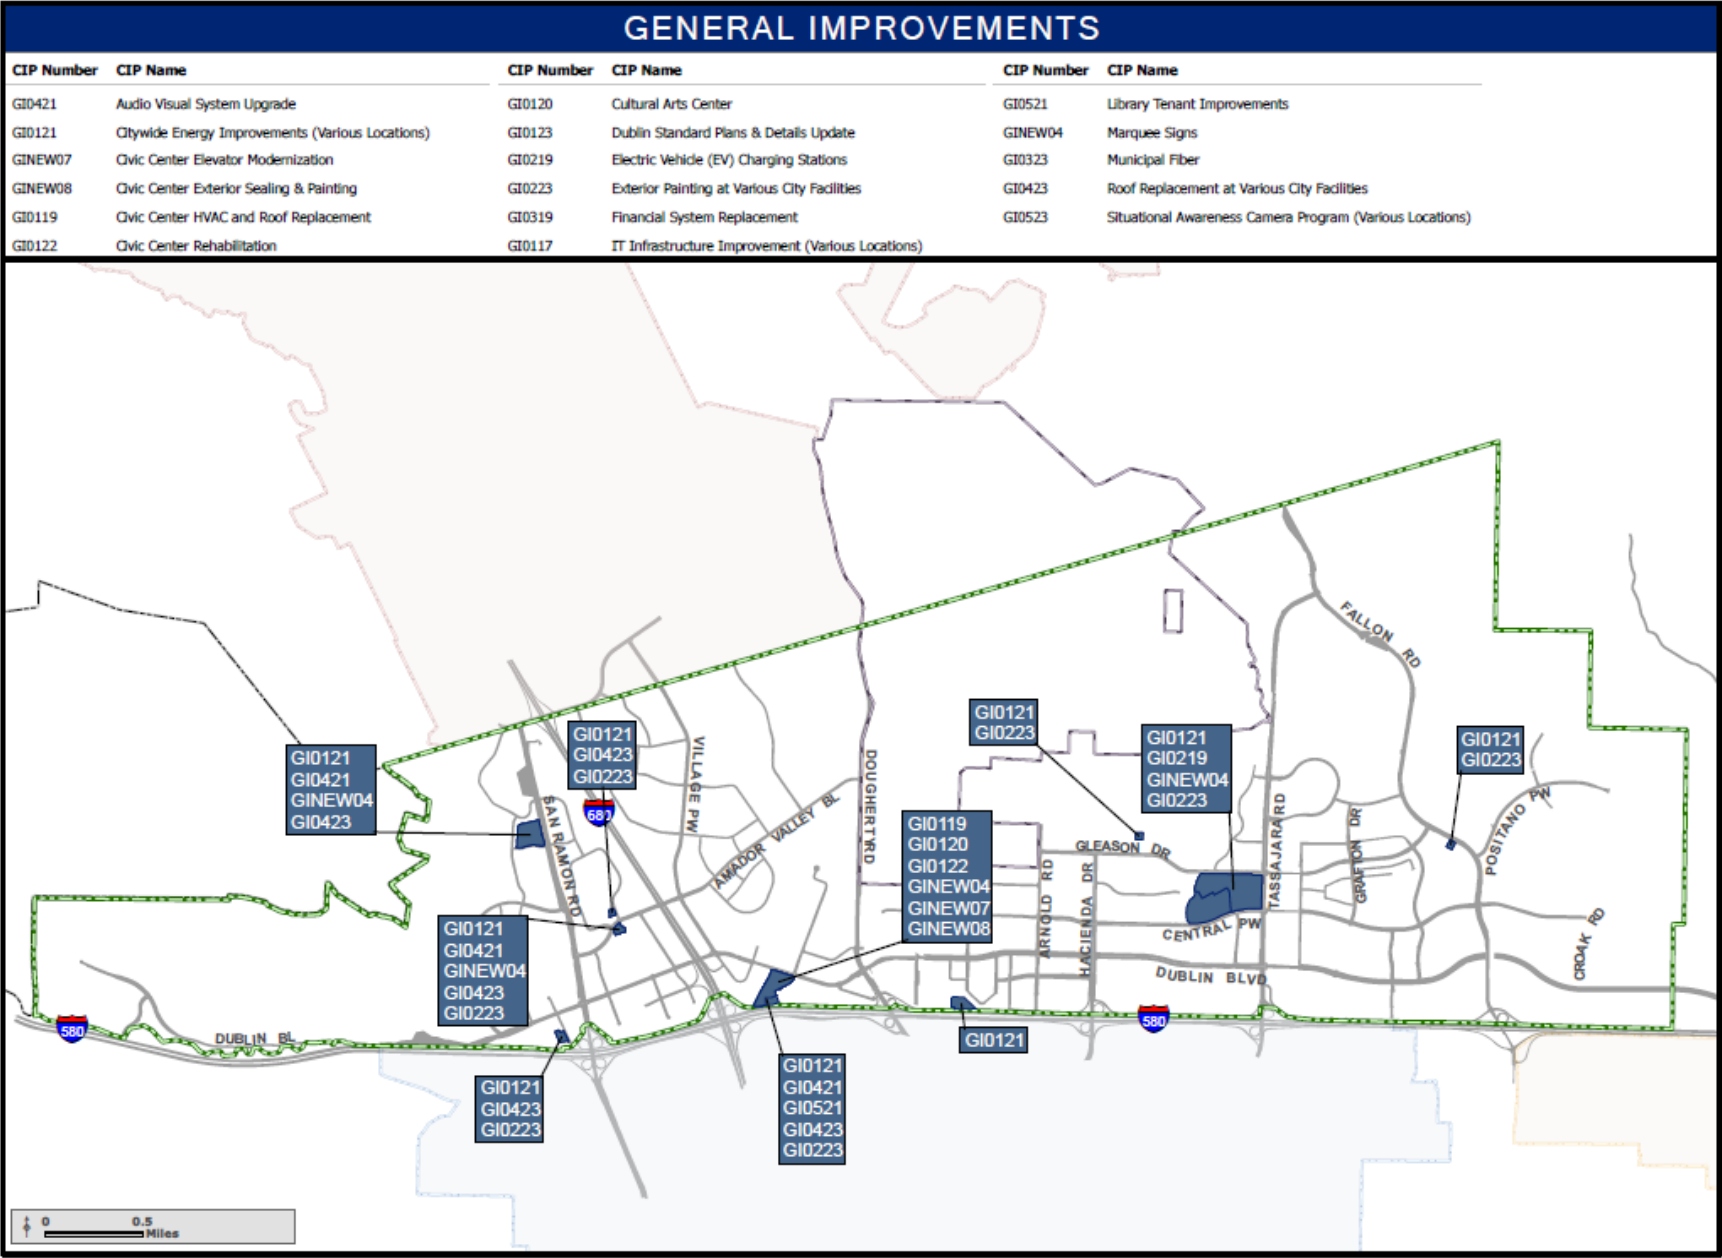 GENERAL IMPROVEMENTS
CIP Number CIP Name CIP Number CIP Name CIP Number CIP Name
GI0421 Audio Visual System Upgrade GI0120 Cultural Arts Center GI0521 Library Tenant Improvements
GI0121 Citywide Energy Improvements (Various Locations) GI0123 Dublin Standard Plans & Details Update GINEW04 Marquee Signs
GINEW07 Civic Center Elevator Modernization GI0219 Electric Vehicle (EV) Charging Stations GI0323 Municipal Fiber
GINEW08 Civic Center Exterior Sealing & Painting GI0223 Exterior Painting at Various City Facilities GI0423 Roof Replacement at Various City Facilities
GI0119 Civic Center HVAC and Roof Replacement GI0319 Financial System Replacement GI0523 Situational Awareness Camera Program (Various Locations)
GI0122 Civic Center Rehabilitation GI0117 IT Infrastructure Improvement (Various Locations)
FALLON RD
GI0121
GI0421
GINEW04
GI0423
GI0121
GI0423
GI0223
680
SAN RAMON RD
VILLAGE PW
AMADOR VALLEY BL
DOUGHERTY RD
GI0121
GI0223
GI0121
GI0219
GINEW04
GI0223
GI0121
GI0223
POSITANO PW
GI0119
GI0120
GI0122
GINEW04
GINEW07
GINEW08
GLEASON DR
ARNOLD RD
HACIENDA DR
TASSAJARA RD
GRAFTON DR
CENTRAL PW
CROAK RD
DUBLIN BLVD
GI0121
GI0421
GINEW04
GI0423
GI0223
580
DUBLIN BL
580
GI0121
GI0121
GI0423
GI0223
GI0121
GI0421
GI0521
GI0423
GI0223
0 0.5
Miles